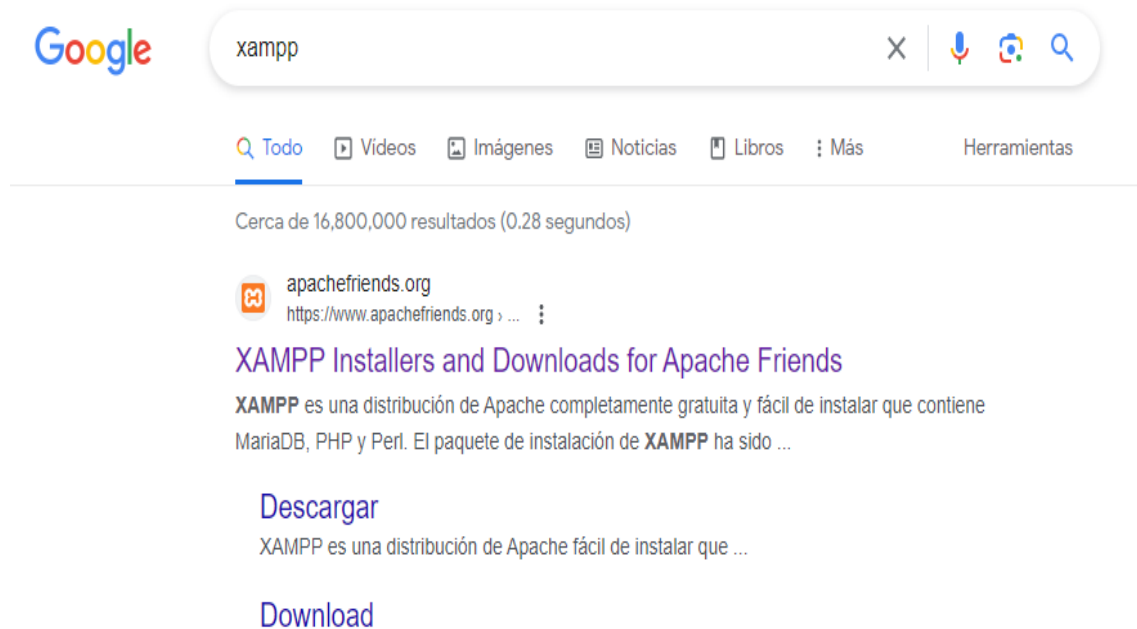 Google
xampp
Todo Vídeos Imágenes Noticias Libros Más Herramientas
Cerca de 16,800,000 resultados (0.28 segundos)
apachefriends.org
https://www.apachefriends.org › ...
XAMPP Installers and Downloads for Apache Friends
XAMPP es una distribución de Apache completamente gratuita y fácil de instalar que contiene
MariaDB, PHP y Perl. El paquete de instalación de XAMPP ha sido ...
Descargar
XAMPP es una distribución de Apache fácil de instalar que ...
Download